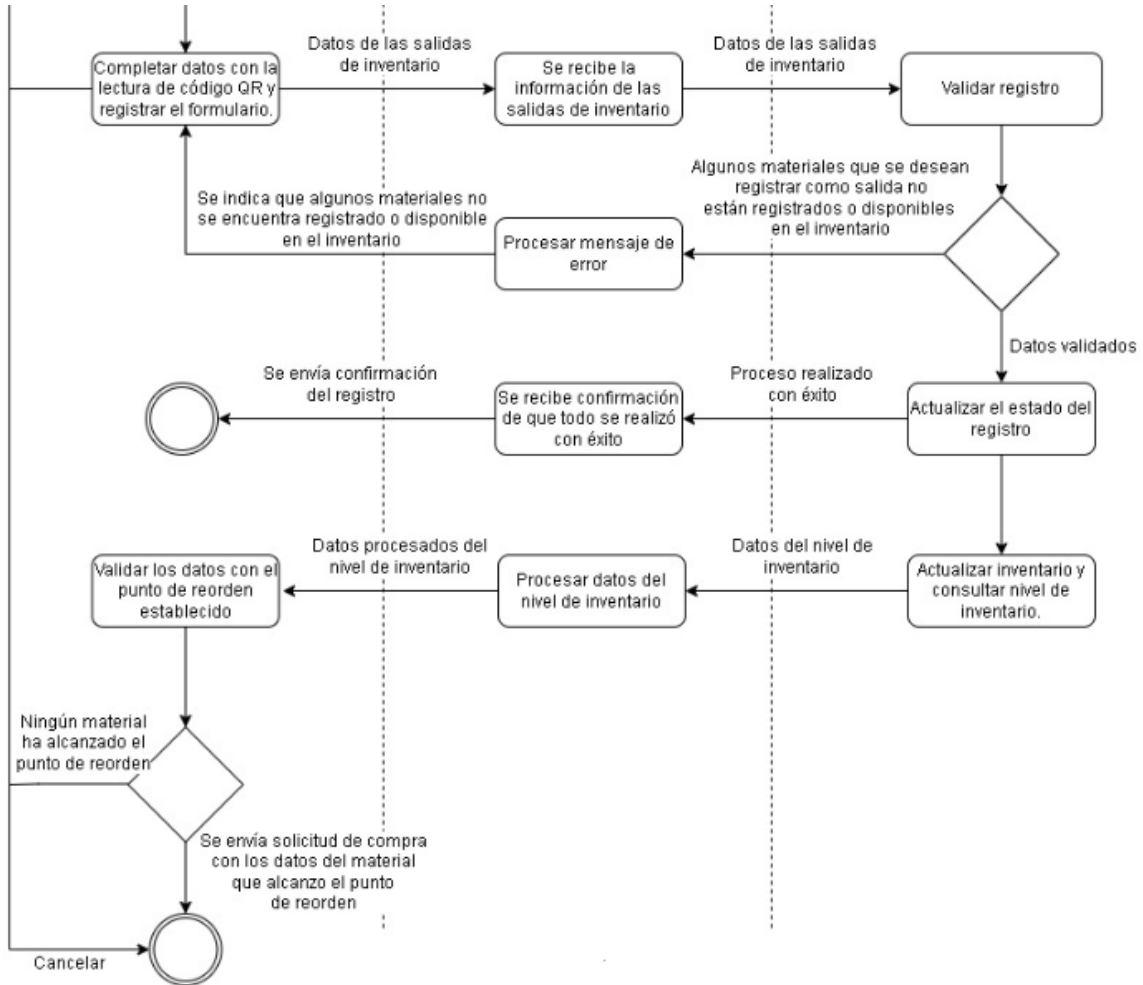 Datos de las salidas
de inventario
Datos de las salidas
de inventario
Completar datos con la
lectura de código QR y
registrar el formulario.
Se recibe la
información de las
salidas de inventario
Validar registro
Algunos materiales que se desean
registrar como salida no
están registrados o disponibles
en el inventario
Se indica que algunos materiales no
se encuentra registrado o disponible
en el inventario
Procesar mensaje de
error
Datos validados
Se envía confirmación
del registro
Proceso realizado
con éxito
Se recibe confirmación
de que todo se realizó
con éxito
Actualizar el estado del
registro
Datos procesados del
nivel de inventario
Datos del nivel de
inventario
Validar los datos con el
punto de reorden
establecido
Procesar datos del
nivel de inventario
Actualizar inventario y
consultar nivel de
inventario.
Ningún material
ha alcanzado el
punto de reorden
Se envía solicitud de compra
con los datos del material
que alcanzo el punto
de reorden
Cancelar